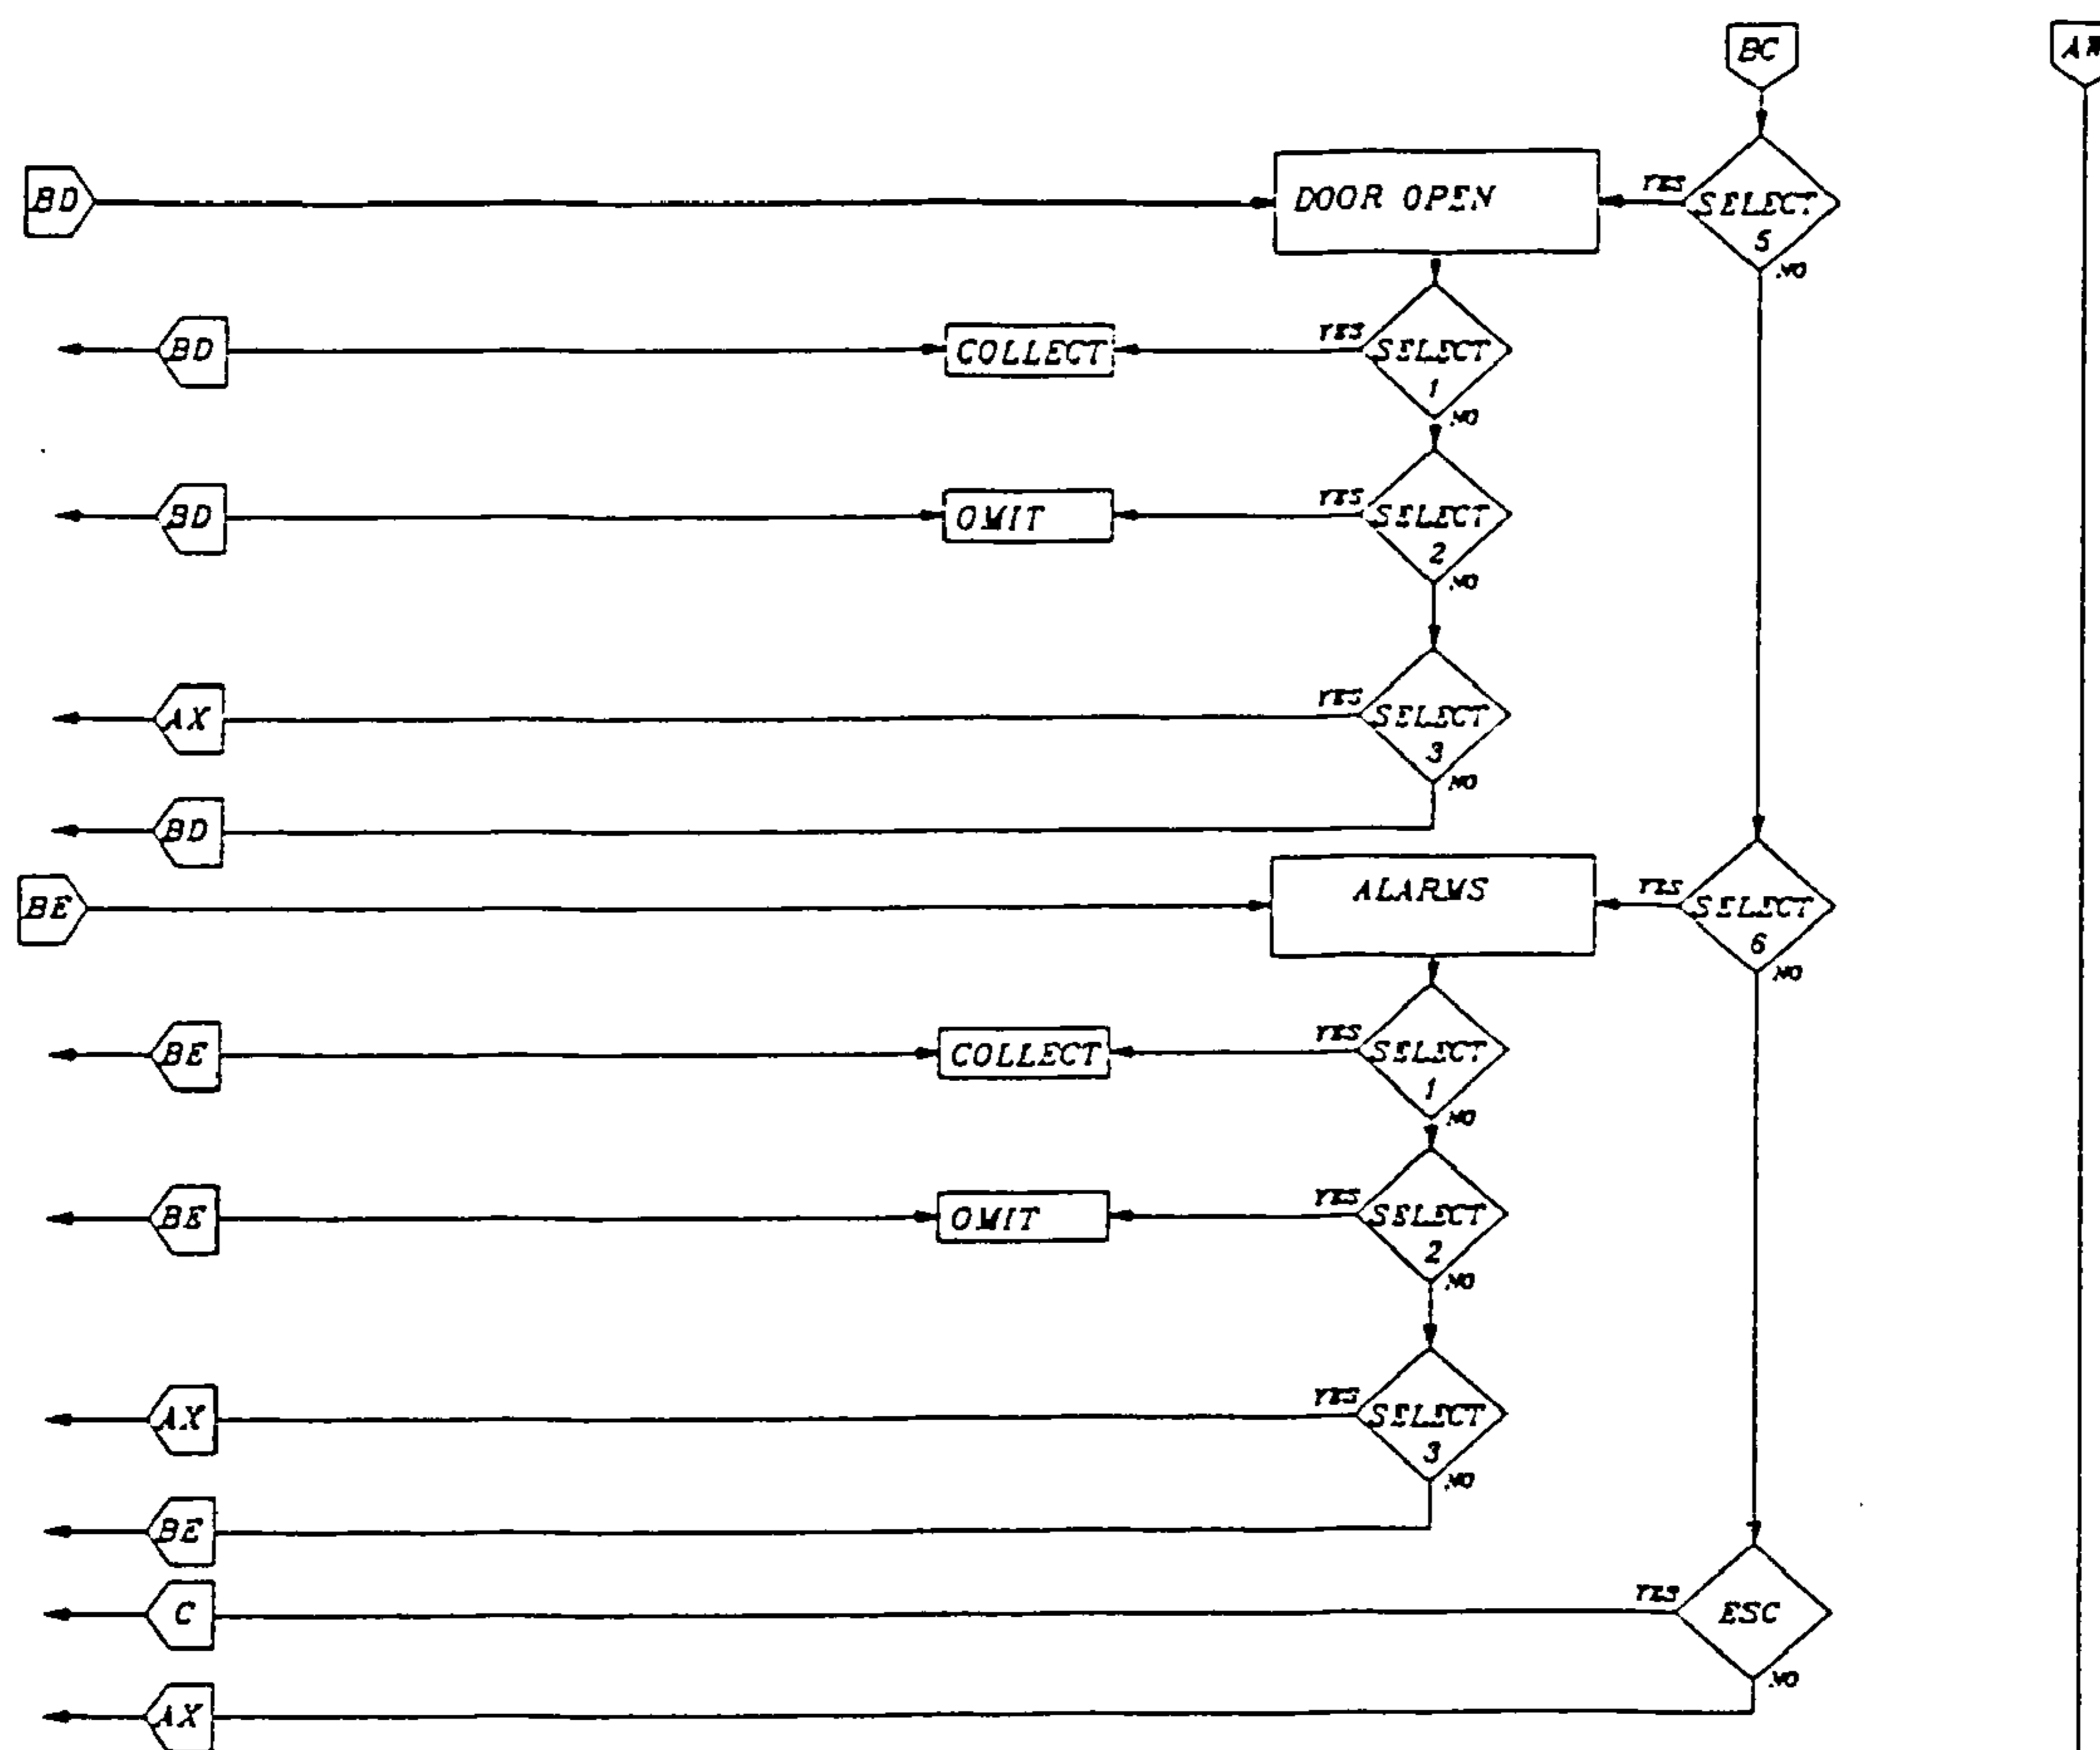 BC
BD
DOOR OPEN
YES
SELECT
5
NO
BD
COLLECT
YES
SELECT
1
NO
BD
OMIT
YES
SELECT
2
NO
AX
YES
SELECT
3
NO
BD
BE
ALARMS
YES
SELECT
6
NO
BE
COLLECT
YES
SELECT
1
NO
BE
OMIT
YES
SELECT
2
NO
AX
YES
SELECT
3
NO
BE
C
YES
ESC
NO
AX